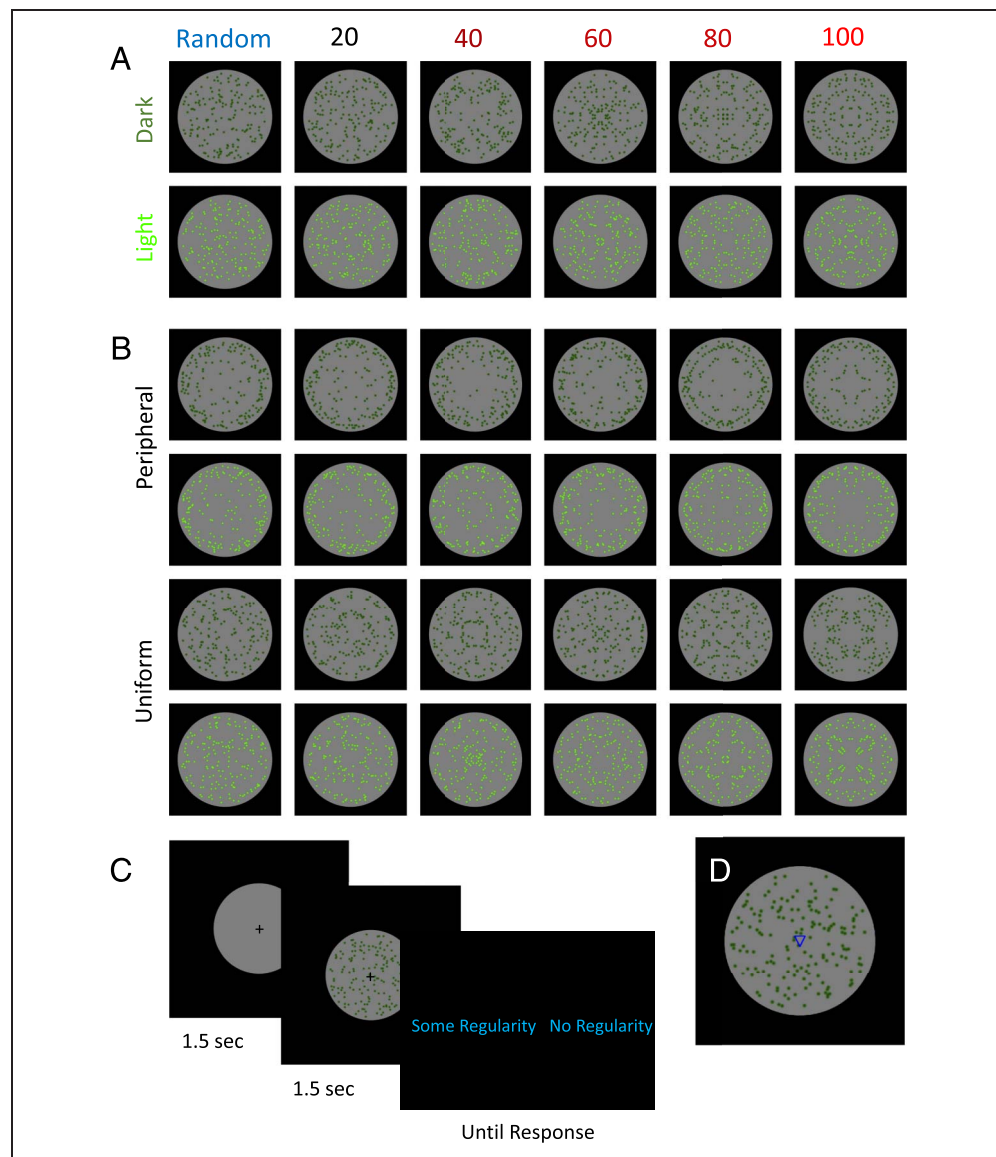 Random 20 40 60 80 100
A
Dark
Light
B
Peripheral
Uniform
C
1.5 sec
1.5 sec
Some Regularity No Regularity
Until Response
D